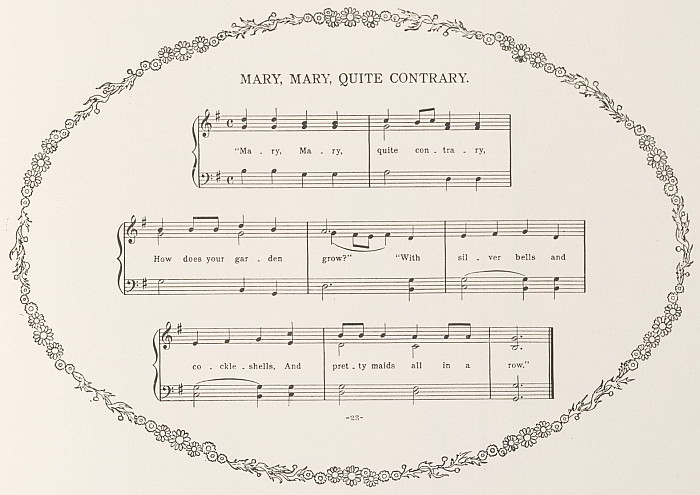 MARY, MARY, QUITE CONTRARY.
"Ma - ry, Ma - ry, quite con - tra - ry,
How does your gar - den grow?" "With sil - ver bells and
co - ckle - shells, And pret - ty maids all in a row."
-23-